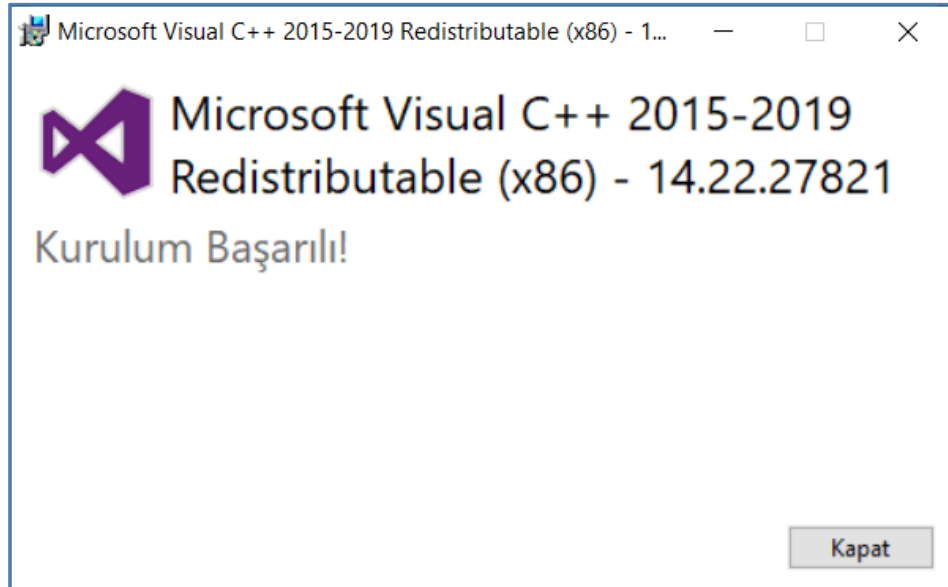 Microsoft Visual C++ 2015-2019 Redistributable (x86) - 1...
Microsoft Visual C++ 2015-2019
Redistributable (x86) - 14.22.27821
Kurulum Başarılı!
Kapat